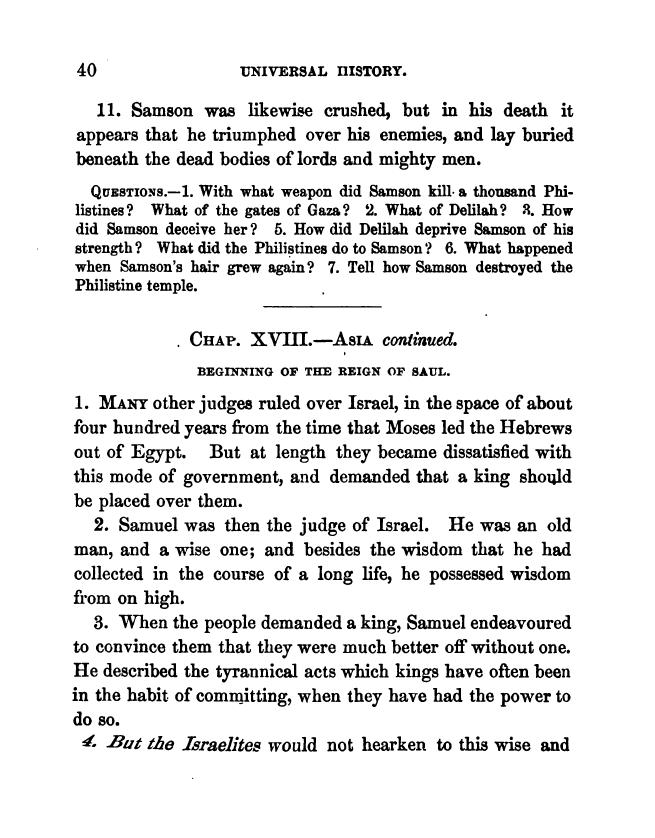 40 UNIVERSAL HISTORY.
11. Samson was likewise crushed, but in his death it
appears that he triumphed over his enemies, and lay buried
beneath the dead bodies of lords and mighty men.
QUESTIONS.—1. With what weapon did Samson kill a thousand Phi-
listines? What of the gates of Gaza? 2. What of Delilah? 3. How
did Samson deceive her? 5. How did Delilah deprive Samson of his
strength? What did the Philistines do to Samson? 6. What happened
when Samson's hair grew again? 7. Tell how Samson destroyed the
Philistine temple.
CHAP. XVIII.—ASIA continued.
BEGINNING OF THE REIGN OF SAUL.
1. MANY other judges ruled over Israel, in the space of about
four hundred years from the time that Moses led the Hebrews
out of Egypt. But at length they became dissatisfied with
this mode of government, and demanded that a king should
be placed over them.
2. Samuel was then the judge of Israel. He was an old
man, and a wise one; and besides the wisdom that he had
collected in the course of a long life, he possessed wisdom
from on high.
3. When the people demanded a king, Samuel endeavoured
to convince them that they were much better off without one.
He described the tyrannical acts which kings have often been
in the habit of committing, when they have had the power to
do so.
4. But the Israelites would not hearken to this wise and